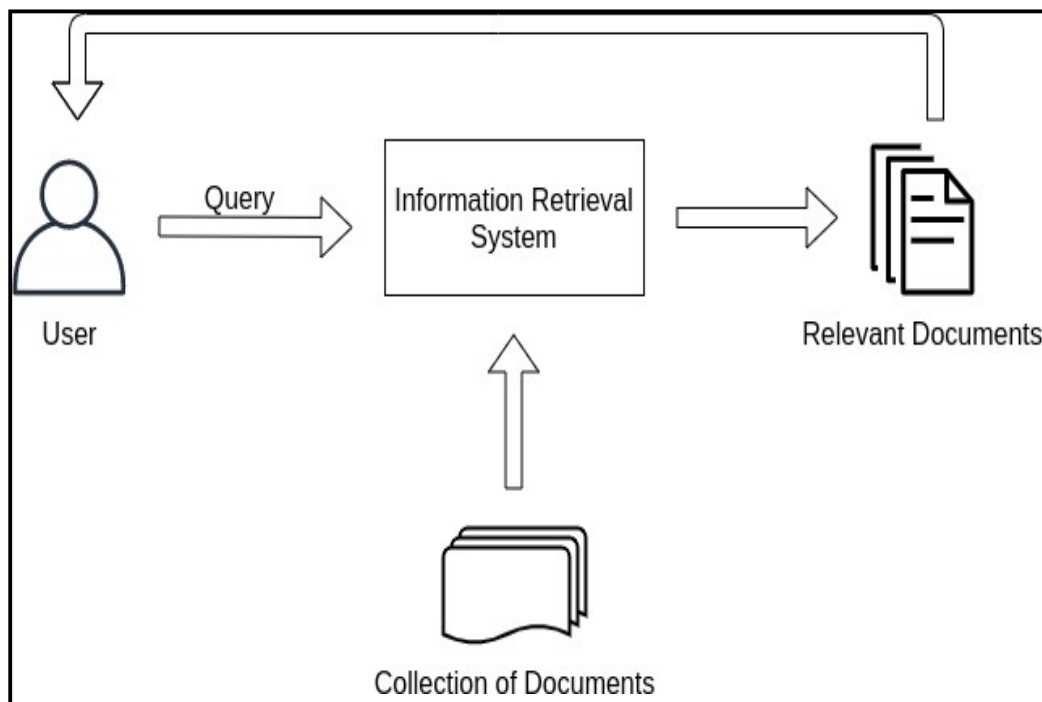 Query
Information Retrieval
System
User
Relevant Documents
Collection of Documents